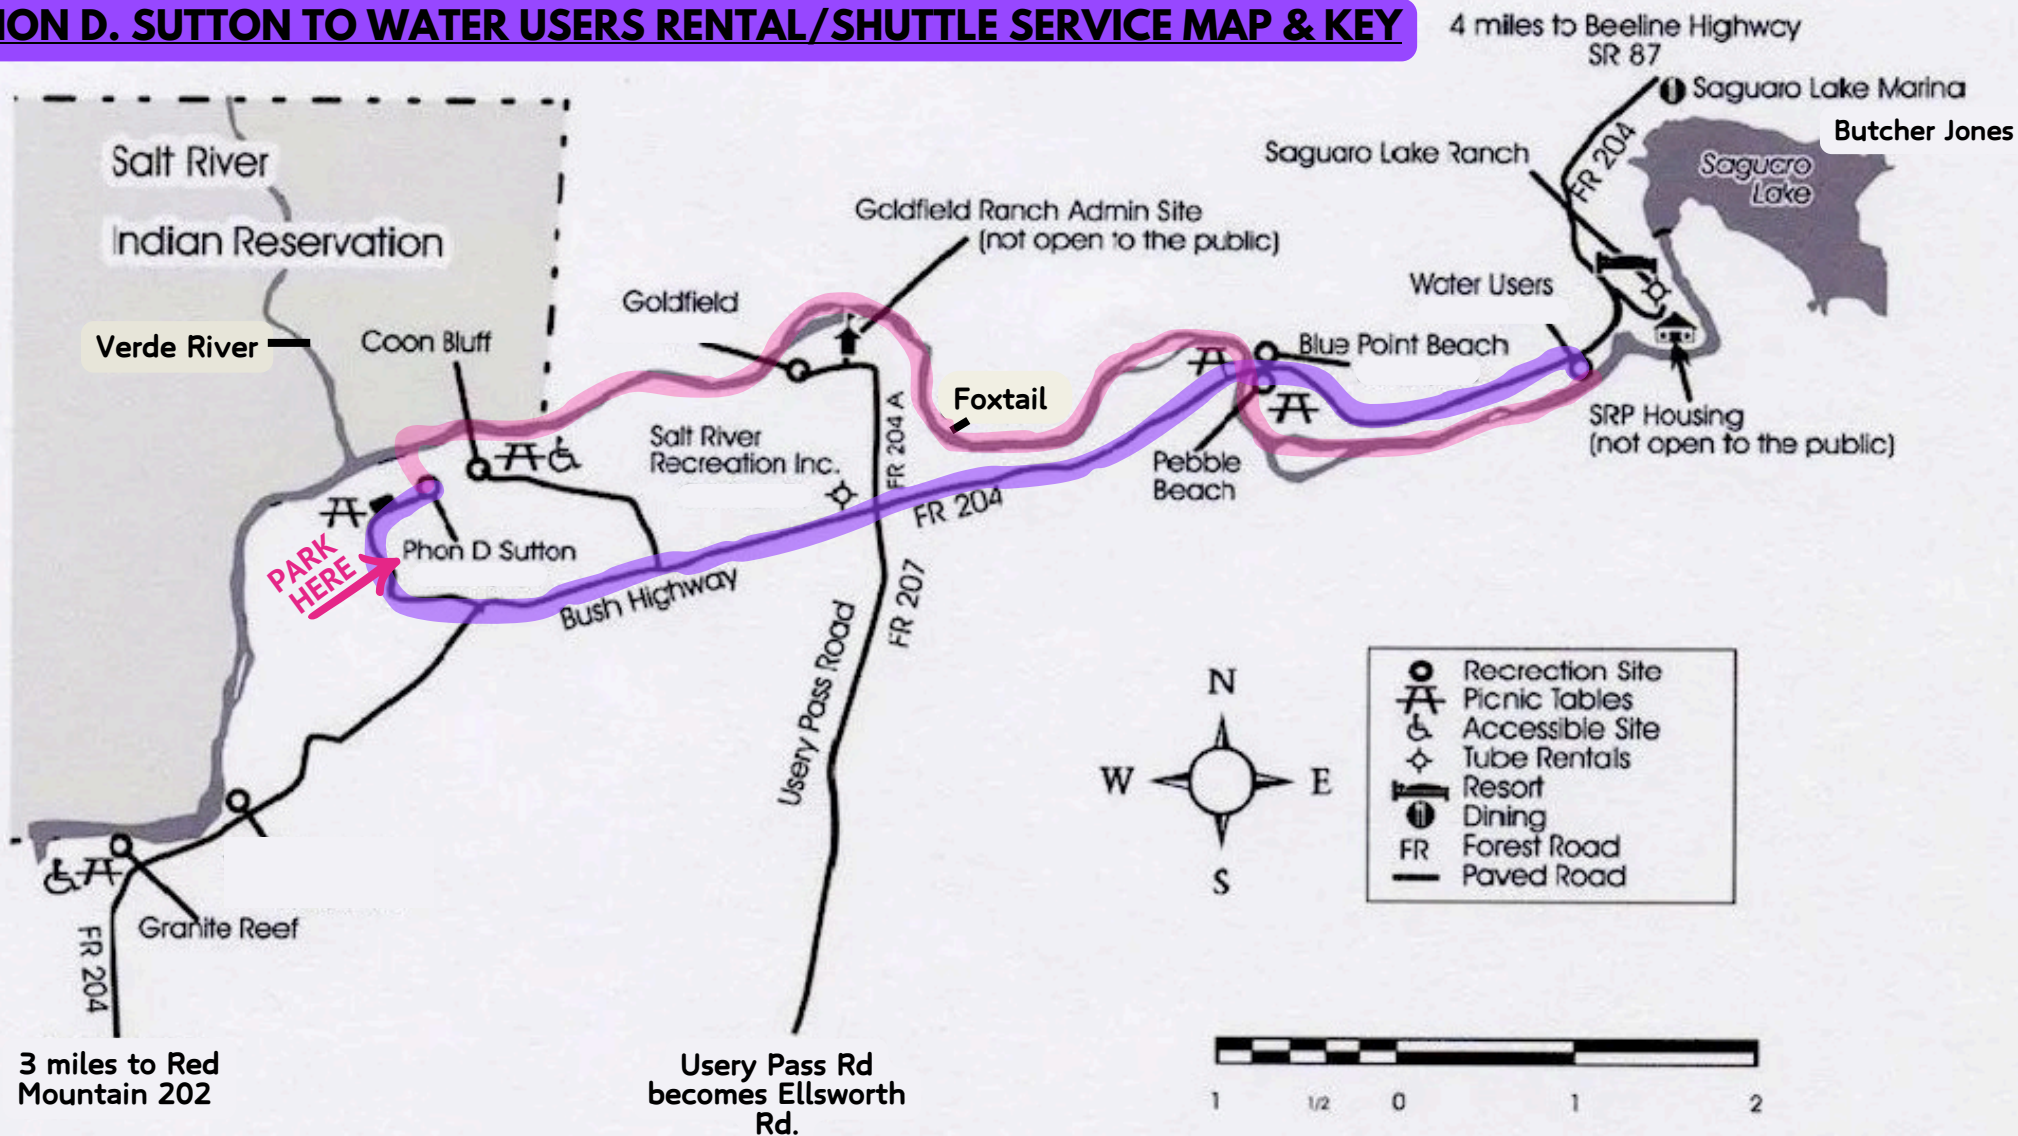 ION D. SUTTON TO WATER USERS RENTAL/SHUTTLE SERVICE MAP & KEY
4 miles to Beeline Highway
SR 87
Saguaro Lake Marina
Butcher Jones
FR 204
Saguaro
Lake
Saguaro Lake Ranch
Salt River
Indian Reservation
Goldfield Ranch Admin Site
(not open to the public)
Goldfield
Water Users
Verde River
Coon Bluff
Blue Point Beach
Foxtail
SRP Housing
(not open to the public)
Salt River
Recreation Inc.
FR 204 A
Pebble
Beach
FR 204
PARK
HERE
Phon D Sutton
Bush Highway
FR 207
Usery Pass Road
N
W
E
S
Recreation Site
Picnic Tables
Accessible Site
Tube Rentals
Resort
Dining
FR Forest Road
Paved Road
Granite Reef
FR 204
3 miles to Red
Mountain 202
Usery Pass Rd
becomes Ellsworth
Rd.
1 1/2 0 1 2